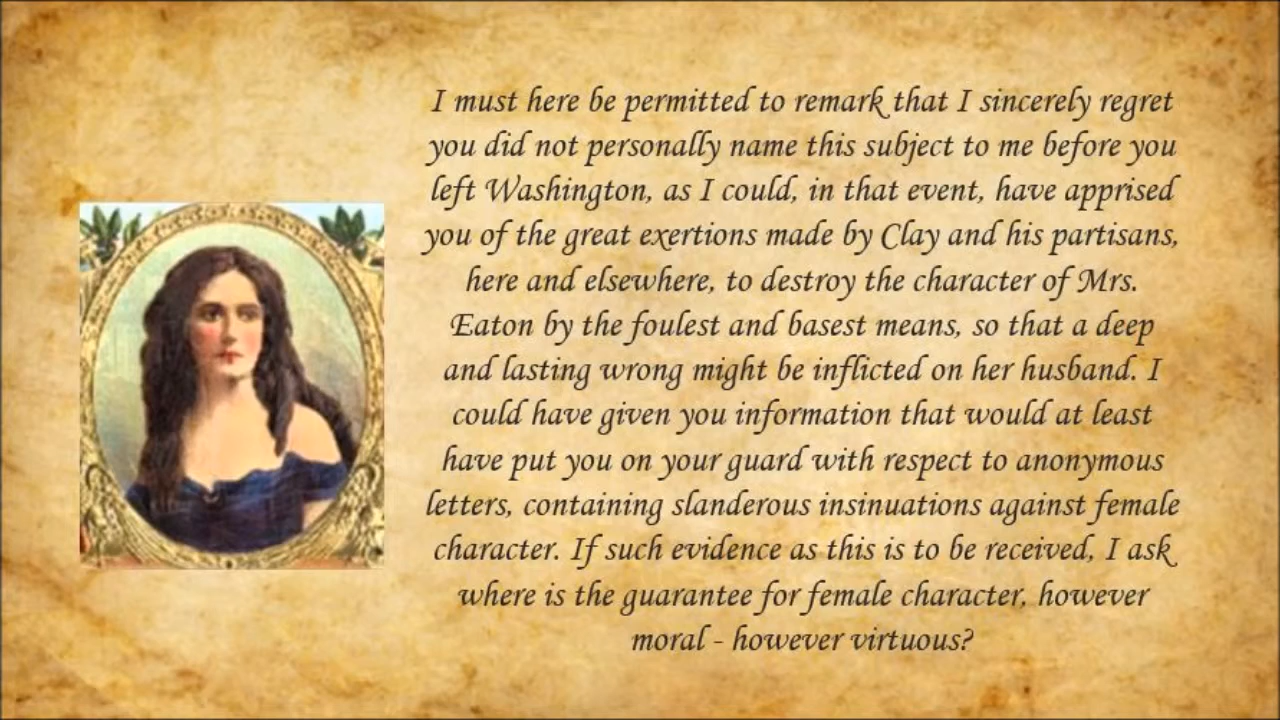 I must here be permitted to remark that I sincerely regret
you did not personally name this subject to me before you
left Washington, as I could, in that event, have apprised
you of the great exertions made by Clay and his partisans,
here and elsewhere, to destroy the character of Mrs.
Eaton by the foulest and basest means, so that a deep
and lasting wrong might be inflicted on her husband. I
could have given you information that would at least
have put you on your guard with respect to anonymous
letters, containing slanderous insinuations against female
character. If such evidence as this is to be received, I ask
where is the guarantee for female character, however
moral - however virtuous?